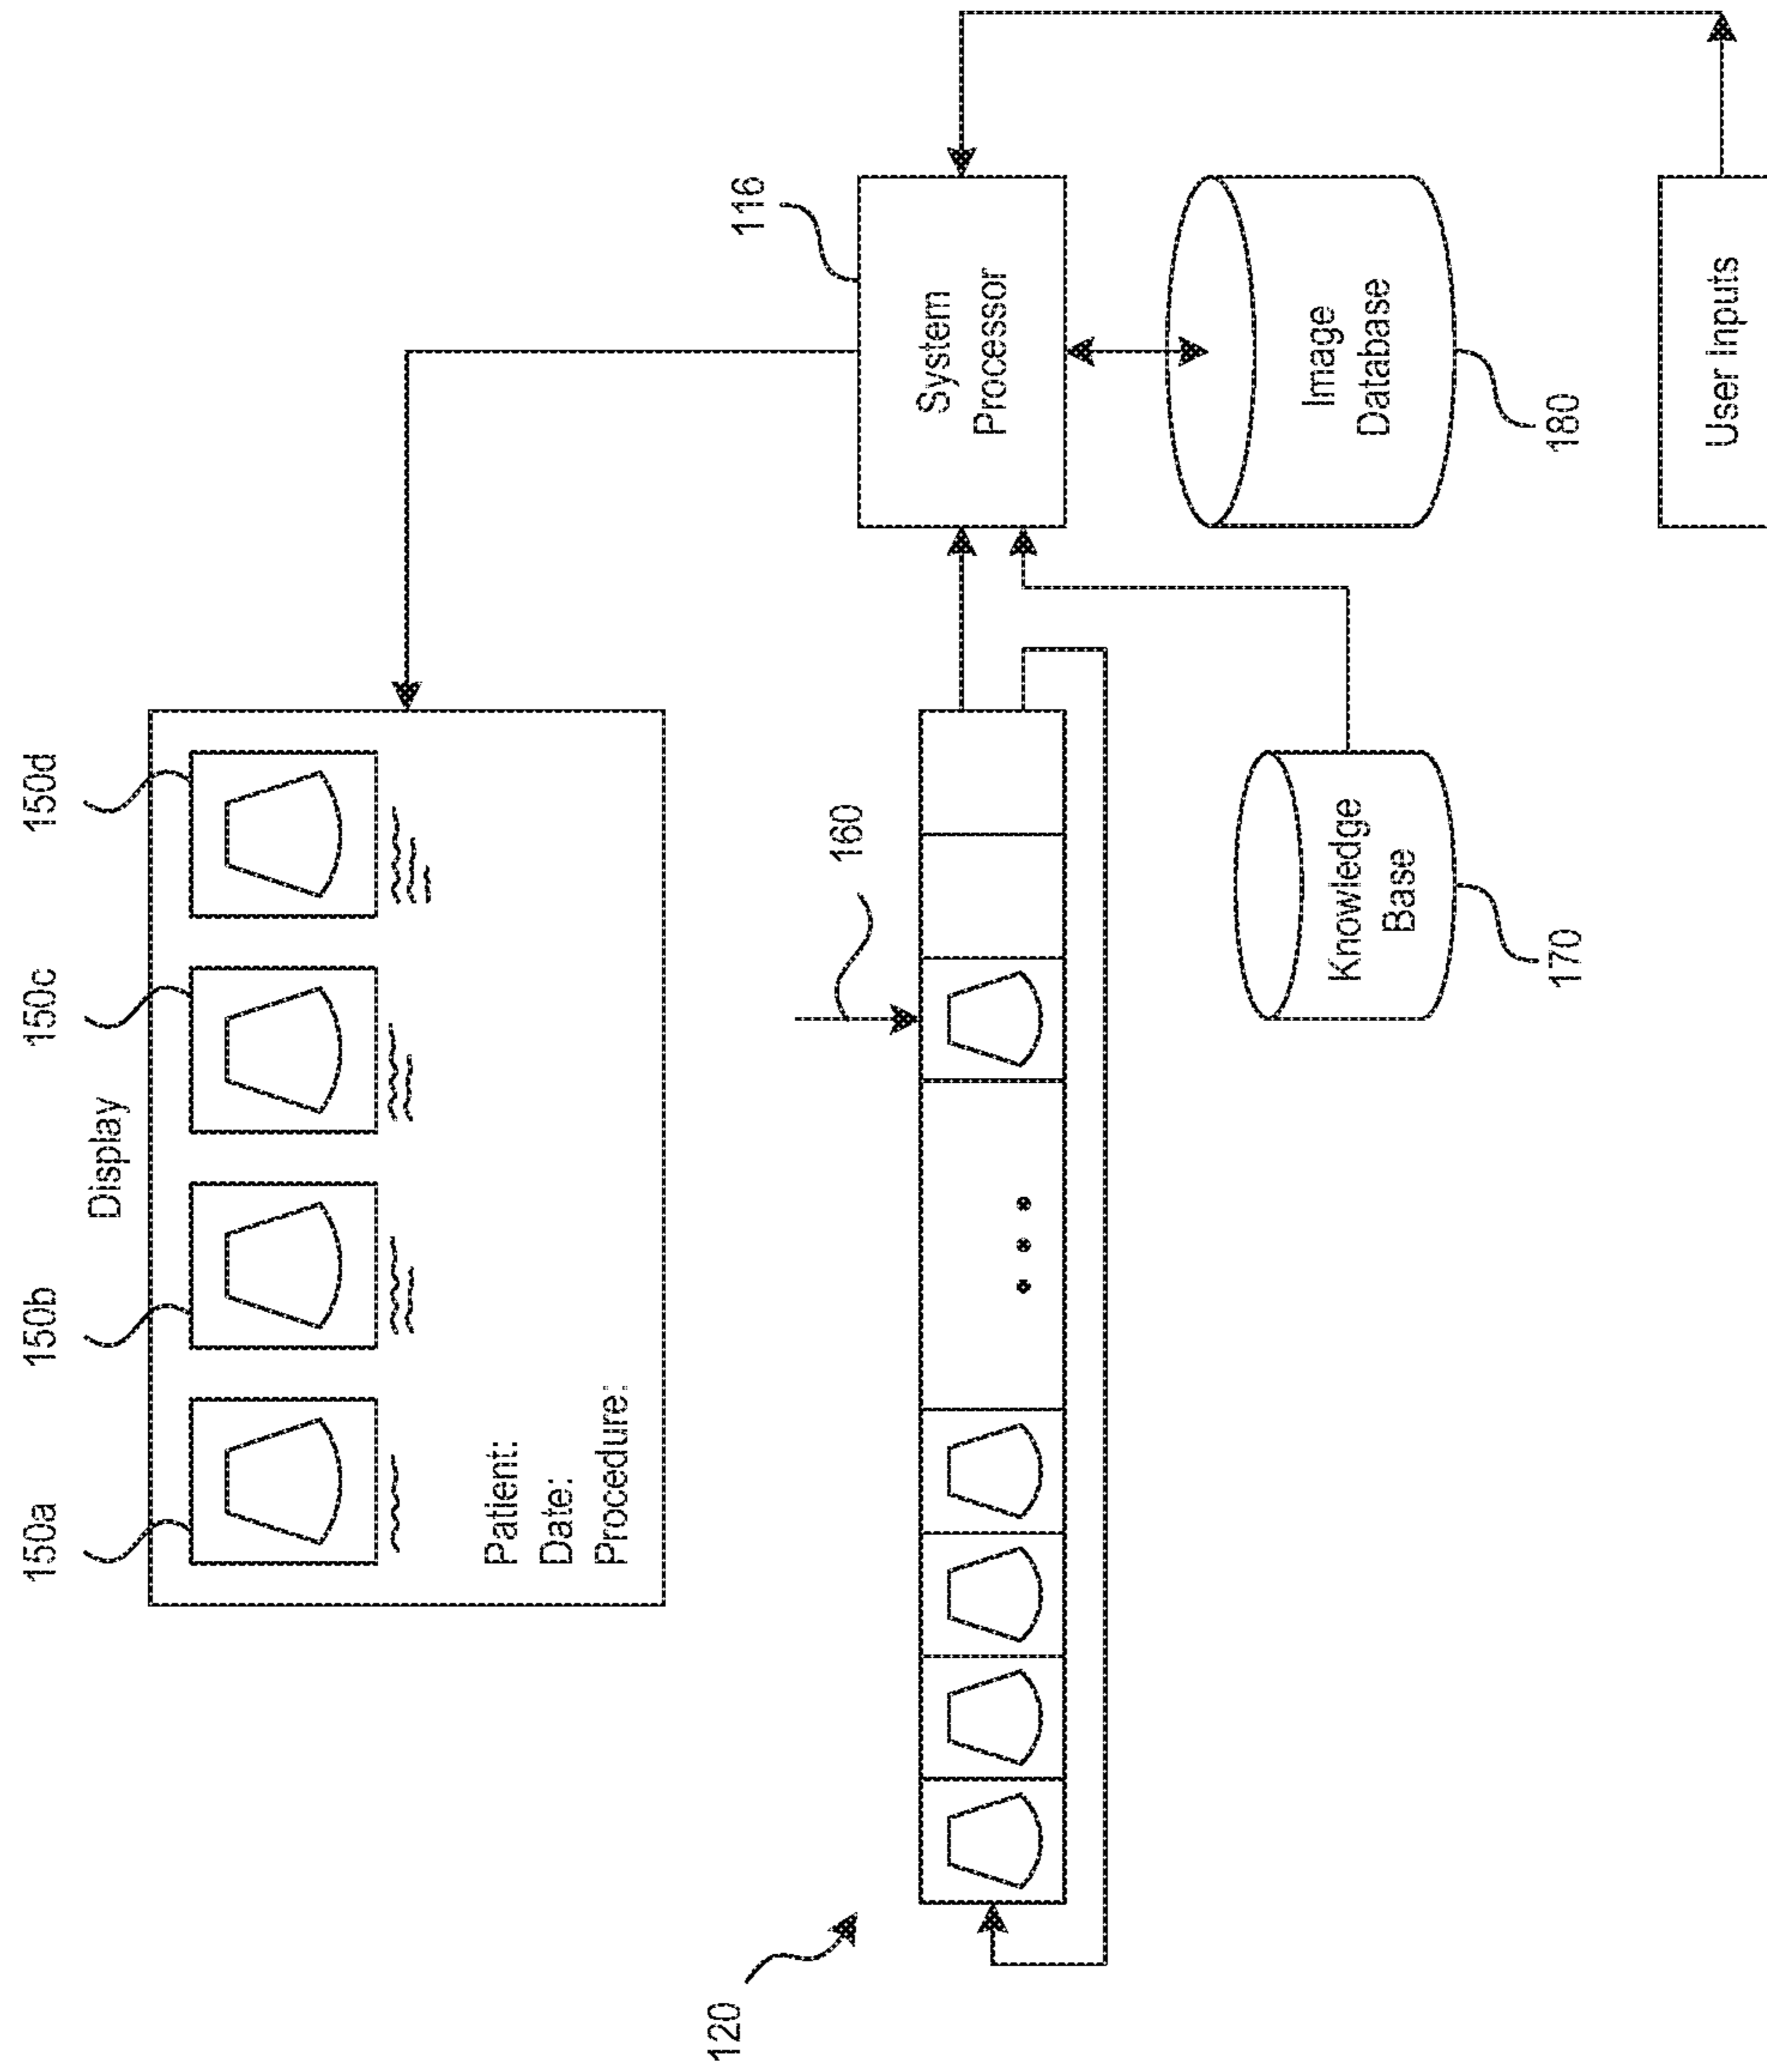 150a
150b
150c
150d
Display
Patient:
Date:
Procedure:
120
160
116
System
Processor
Knowledge
Base
170
Image
Database
180
User Inputs